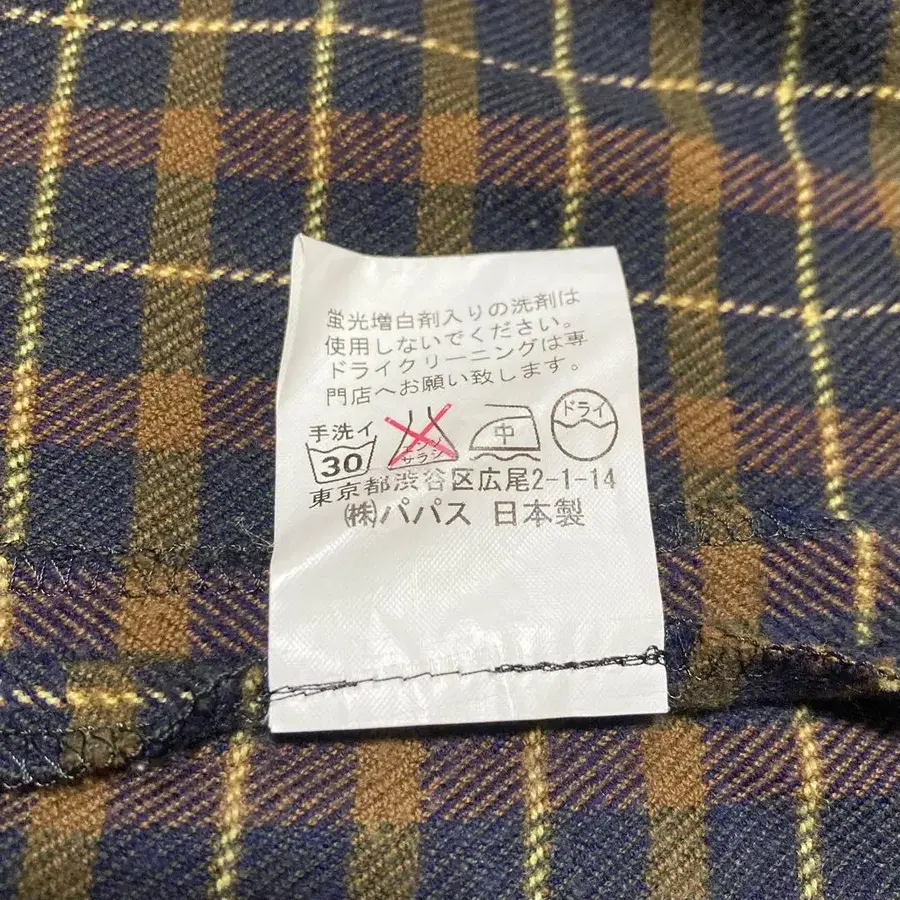 蛍光増白剤入りの洗剤は
使用しないでください。
ドライクリーニングは専
門店へお願い致します。
手洗イ
30
エンソ
サラシ
中
ドライ
東京都渋谷区広尾2-1-14
㈱パパス 日本製